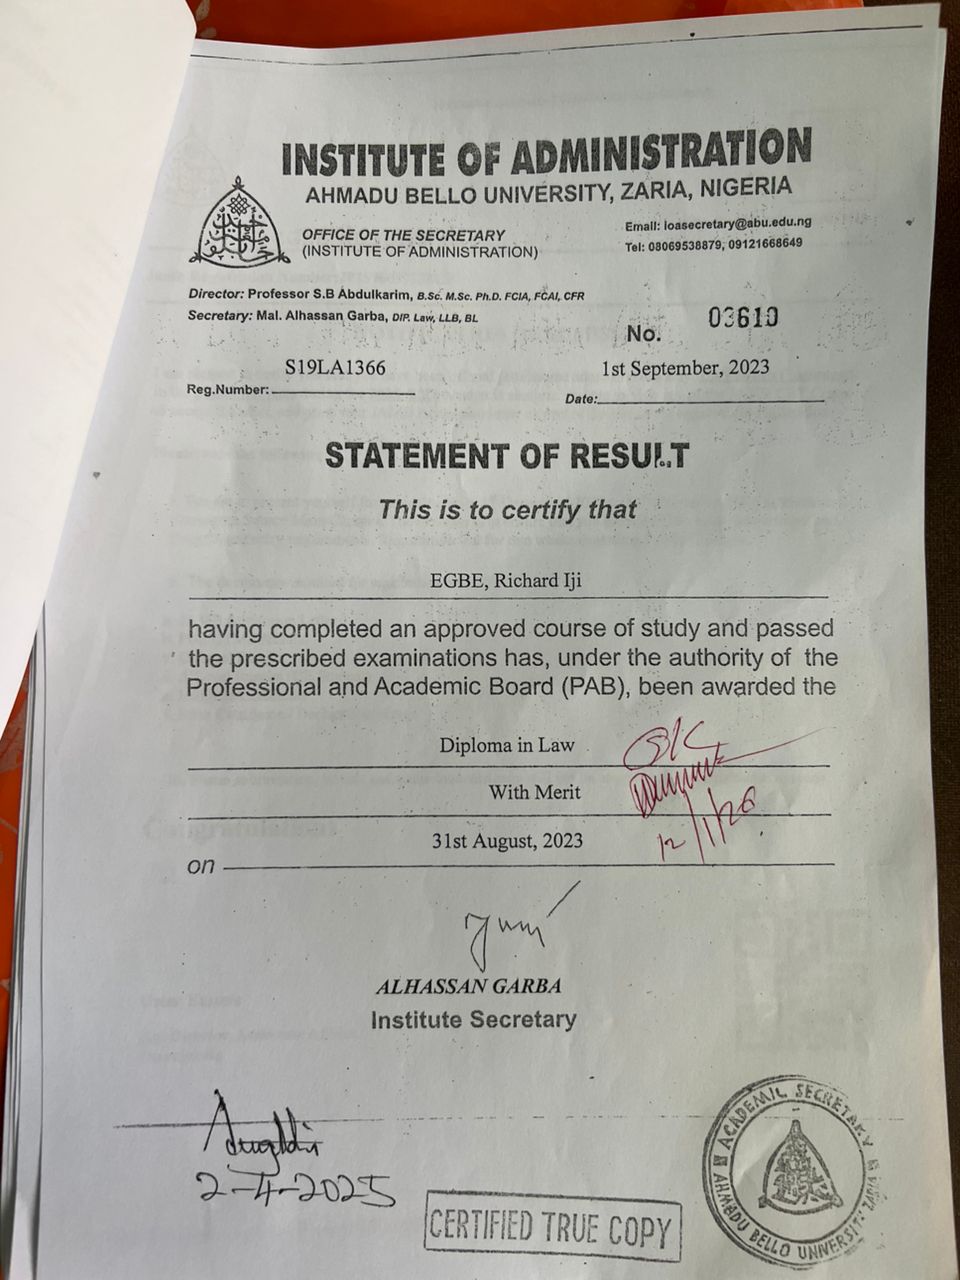 INSTITUTE OF ADMINISTRATION
AHMADU BELLO UNIVERSITY, ZARIA, NIGERIA
OFFICE OF THE SECRETARY
(INSTITUTE OF ADMINISTRATION)
Email: loasecretary@abu.edu.ng
Tel: 08069538879, 09121668649
Director: Professor S.B Abdulkarim, B.Sc. M.Sc. Ph.D. FCIA, FCAI, CFR
Secretary: Mal. Alhassan Garba, DIP. Law, LLB, BL
No. 03610
Reg.Number: S19LA1366
Date: 1st September, 2023
STATEMENT OF RESULT
This is to certify that
EGBE, Richard Iji
having completed an approved course of study and passed
the prescribed examinations has, under the authority of the
Professional and Academic Board (PAB), been awarded the
Diploma in Law
With Merit
12/1/26
on 31st August, 2023
ALHASSAN GARBA
Institute Secretary
2-4-2025
CERTIFIED TRUE COPY
ACADEMIC SECRETARY
AHMADU BELLO UNIVERSITY ZARIA